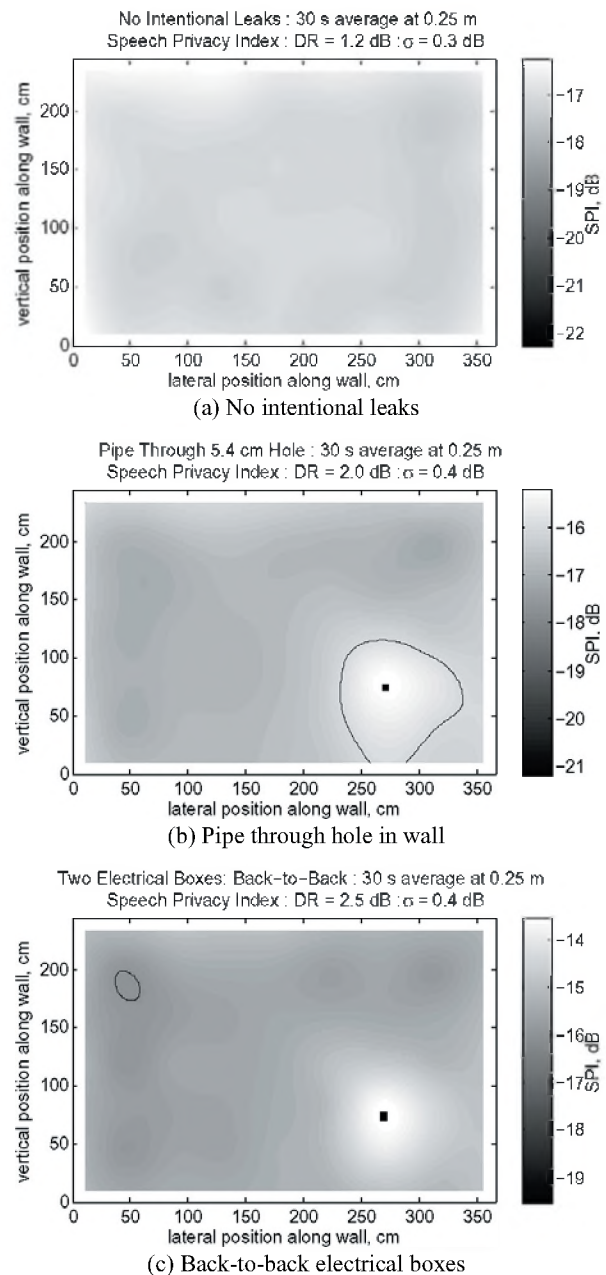 No Intentional Leaks : 30 s average at 0.25 m
Speech Privacy Index : DR = 1.2 dB : σ = 0.3 dB
vertical position along wall, cm
200
150
100
50
0
0 50 100 150 200 250 300 350
lateral position along wall, cm
−17
−18
−19
−20
−21
−22
SPI, dB
(a) No intentional leaks
Pipe Through 5.4 cm Hole : 30 s average at 0.25 m
Speech Privacy Index : DR = 2.0 dB : σ = 0.4 dB
vertical position along wall, cm
200
150
100
50
0
0 50 100 150 200 250 300 350
lateral position along wall, cm
−16
−17
−18
−19
−20
−21
SPI, dB
(b) Pipe through hole in wall
Two Electrical Boxes: Back−to−Back : 30 s average at 0.25 m
Speech Privacy Index : DR = 2.5 dB : σ = 0.4 dB
vertical position along wall, cm
200
150
100
50
0
0 50 100 150 200 250 300 350
lateral position along wall, cm
−14
−15
−16
−17
−18
−19
SPI, dB
(c) Back-to-back electrical boxes